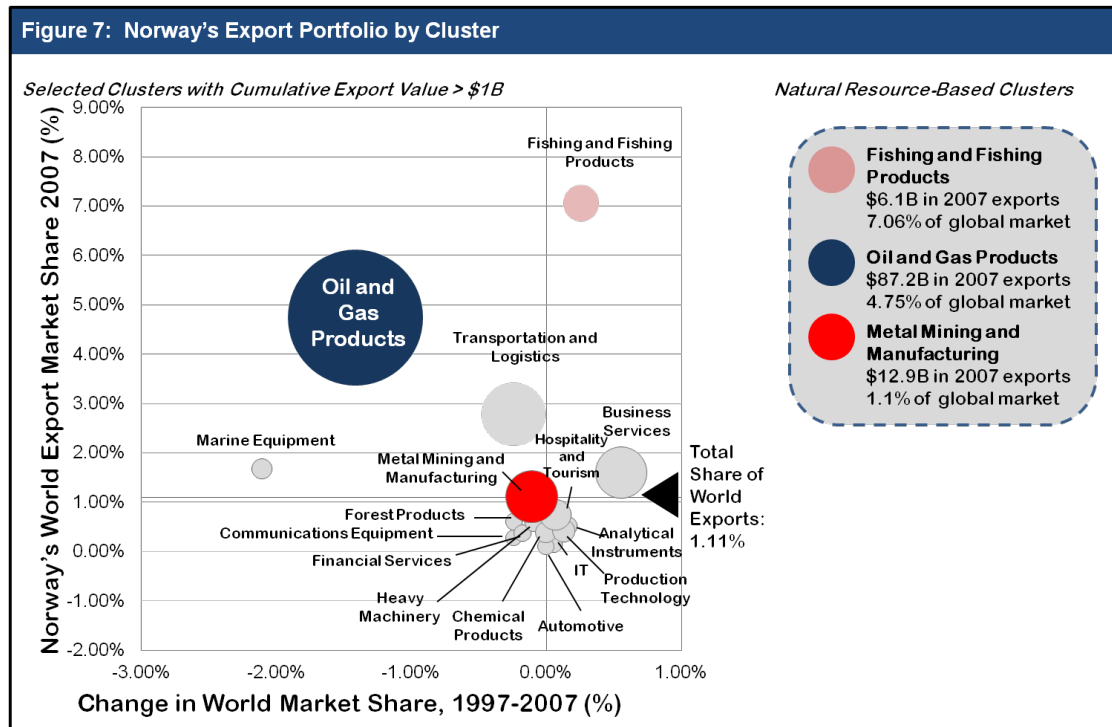 Figure 7: Norway's Export Portfolio by Cluster
Selected Clusters with Cumulative Export Value > $1B
Natural Resource-Based Clusters
Norway's World Export Market Share 2007 (%)
9.00%
8.00%
7.00%
6.00%
5.00%
4.00%
3.00%
2.00%
1.00%
0.00%
-1.00%
-2.00%
-3.00%
-2.00%
-1.00%
0.00%
1.00%
Change in World Market Share, 1997-2007 (%)
Fishing and Fishing
Products
Oil and
Gas
Products
Transportation and
Logistics
Marine Equipment
Business
Services
Hospitality
and
Tourism
Metal Mining and
Manufacturing
Forest Products
Communications Equipment
Financial Services
Heavy
Machinery
Chemical
Products
Automotive
IT
Production
Technology
Analytical
Instruments
Total
Share of
World
Exports:
1.11%
Fishing and Fishing
Products
$6.1B in 2007 exports
7.06% of global market
Oil and Gas Products
$87.2B in 2007 exports
4.75% of global market
Metal Mining and
Manufacturing
$12.9B in 2007 exports
1.1% of global market